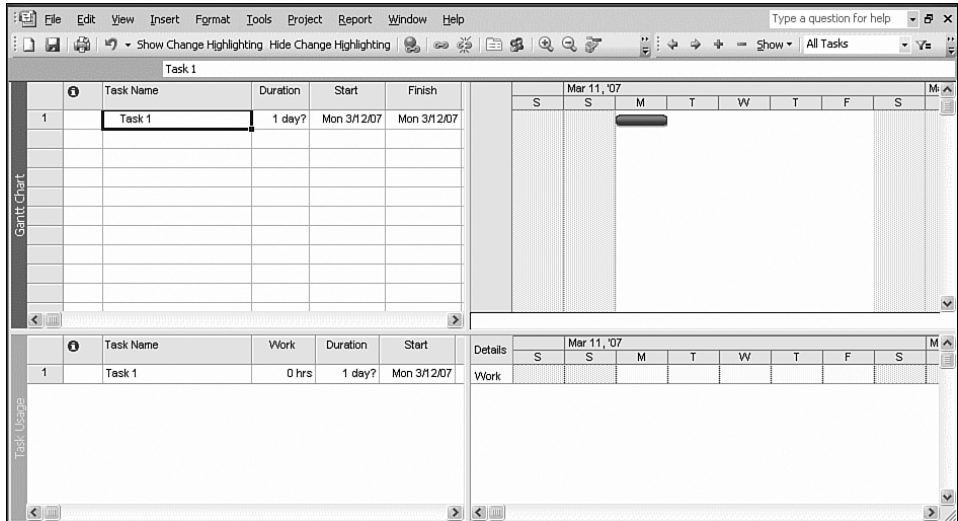 File Edit View Insert Format Tools Project Report Window Help Type a question for help
Show Change Highlighting Hide Change Highlighting Show All Tasks
Task 1
Task Name Duration Start Finish Mar 11, '07
S S M T W T F S
1 Task 1 1 day? Mon 3/12/07 Mon 3/12/07
Gantt Chart
Task Name Work Duration Start Details Mar 11, '07 M
S S M T W T F S
1 Task 1 0 hrs 1 day? Mon 3/12/07 Work
Task Usage